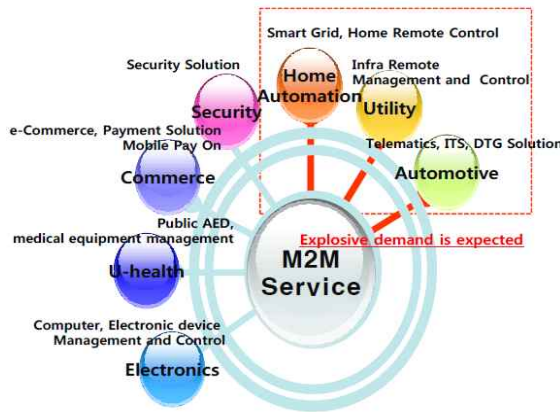 Smart Grid, Home Remote Control
Security Solution
Home
Automation
Infra Remote
Management and Control
Security
Utility
e-Commerce, Payment Solution
Mobile Pay On
Telematics, ITS, DTG Solution
Commerce
Automotive
Public AED,
medical equipment management
Explosive demand is expected
U-health
M2M
Service
Computer, Electronic device
Management and Control
Electronics